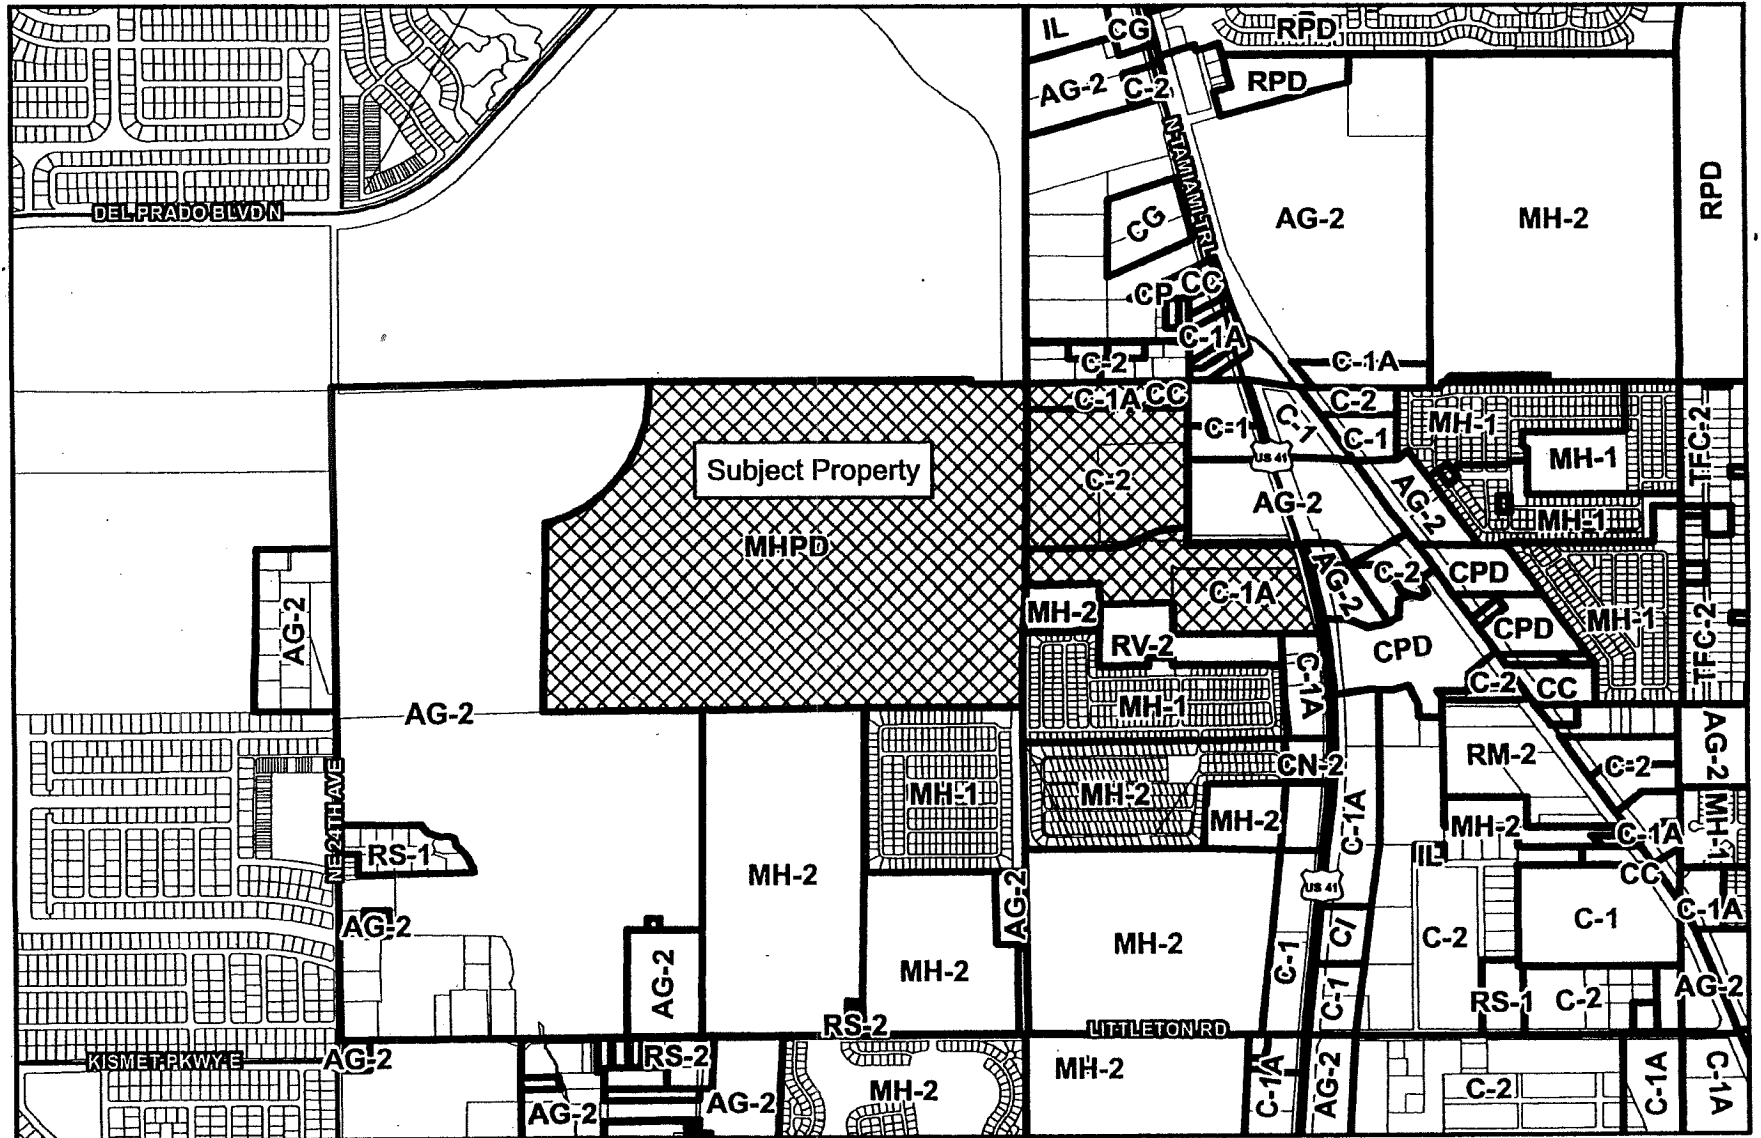 IL
CG
RPD
AG-2
C-2
RPD
N TAMIAMI TRL
RPD
DEL PRADO BLVD N
CG
AG-2
MH-2
CP
CC
C-1A
C-2
C-1A
C-1A
CC
C-2
C-1
C-1
C-1
MH-1
TFC-2
Subject Property
US 41
MH-1
C-2
AG-2
AG-2
MH-1
MHPD
AG-2
C-2
CPD
C-1A
AG-2
MH-2
CPD
MH-1
TFC-2
RV-2
CPD
C-1A
C-2
CC
AG-2
MH-1
AG-2
RM-2
C-2
NE 24TH AVE
MH-1
MH-2
CN-2
MH-2
C-1A
MH-2
C-1A
MH-1
RS-1
IL
MH-2
CC
US 41
AG-2
AG-2
C-1
C-1A
CI
C-2
MH-2
MH-2
AG-2
C-1
C-1
RS-1
C-2
AG-2
RS-2
LITTLETON RD
KISMET PKWY E
AG-2
RS-2
MH-2
MH-2
C-1A
AG-2
C-2
C-1A
C-1A
AG-2
AG-2